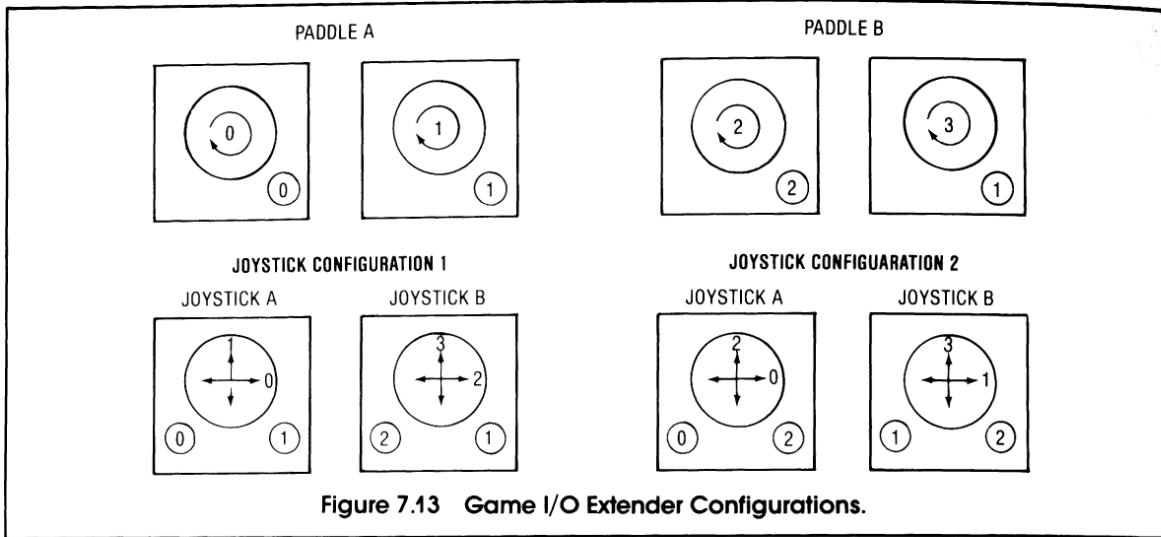 PADDLE A PADDLE B
0 1 2 3
0 1 2 1
JOYSTICK CONFIGURATION 1 JOYSTICK CONFIGUARATION 2
JOYSTICK A JOYSTICK B JOYSTICK A JOYSTICK B
1 3 2 3
0 2 0 1
0 1 2 1 0 2 1 2
Figure 7.13 Game I/O Extender Configurations.